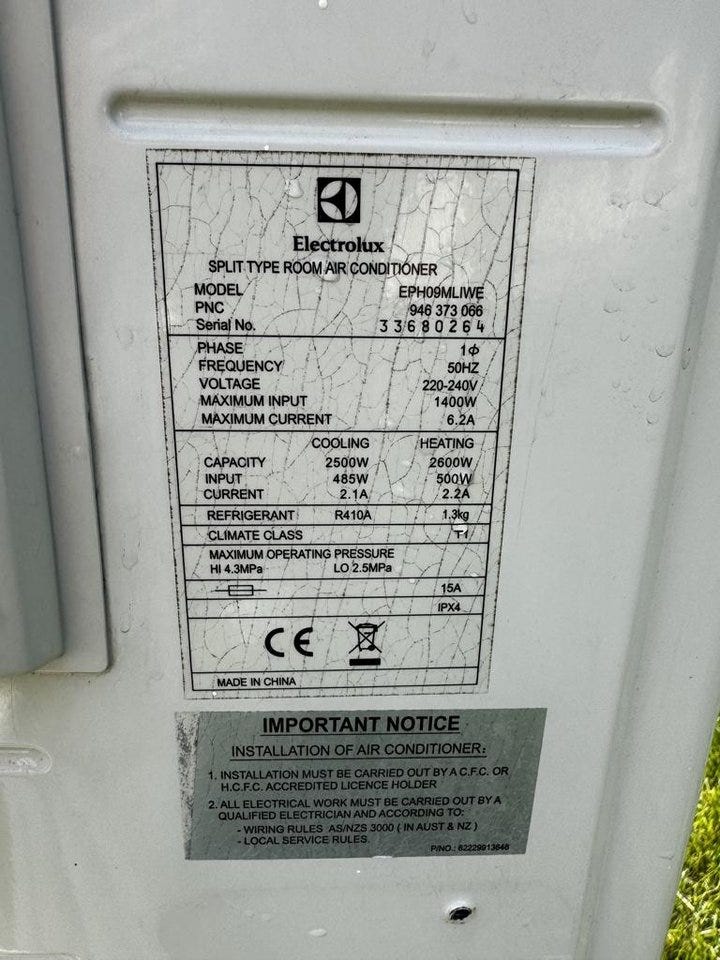 Electrolux
SPLIT TYPE ROOM AIR CONDITIONER
MODEL EPH09MLIWE
PNC 946 373 066
Serial No. 33680264
PHASE 1ϕ
FREQUENCY 50HZ
VOLTAGE 220-240V
MAXIMUM INPUT 1400W
MAXIMUM CURRENT 6.2A
COOLING HEATING
CAPACITY 2500W 2600W
INPUT 485W 500W
CURRENT 2.1A 2.2A
REFRIGERANT R410A 1.3kg
CLIMATE CLASS T1
MAXIMUM OPERATING PRESSURE
HI 4.3MPa LO 2.5MPa
15A
IPX4
CE
MADE IN CHINA
IMPORTANT NOTICE
INSTALLATION OF AIR CONDITIONER:
1. INSTALLATION MUST BE CARRIED OUT BY A C.F.C. OR
H.C.F.C. ACCREDITED LICENCE HOLDER
2. ALL ELECTRICAL WORK MUST BE CARRIED OUT BY A
QUALIFIED ELECTRICIAN AND ACCORDING TO:
- WIRING RULES AS/NZS 3000 ( IN AUST & NZ )
- LOCAL SERVICE RULES.
P/NO.: 62229913848